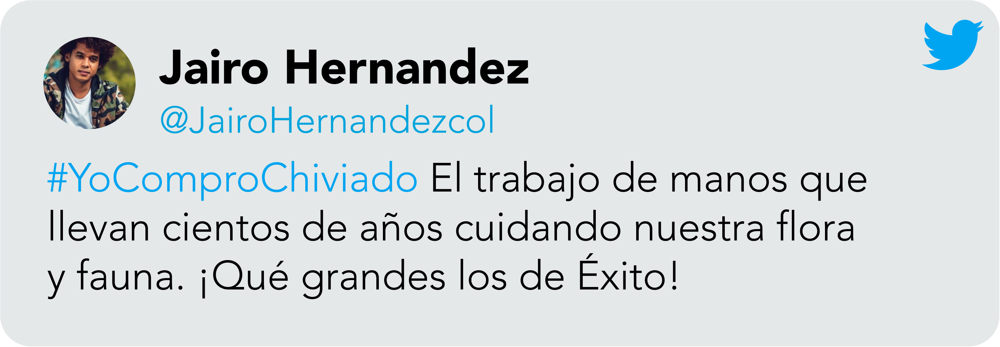 Jairo Hernandez
@JairoHernandezcol
#YoComproChiviado El trabajo de manos que
llevan cientos de años cuidando nuestra flora
y fauna. ¡Qué grandes los de Éxito!